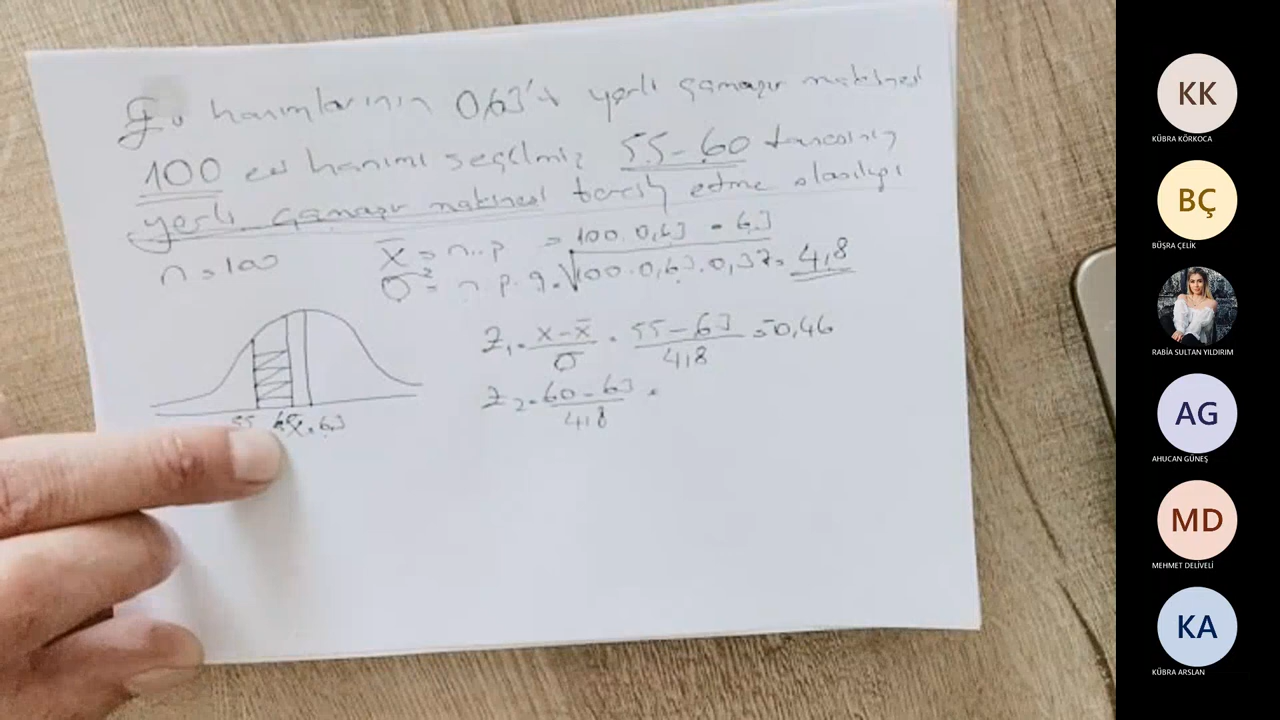 Ev hanımlarının 0,63'ü yerli çamaşır makinesi
100 ev hanımı seçilmiş 55-60 tanesinin
yerli çamaşır makinesi tercih etme olasılığı
n = 100
x̄ = n.p = 100.0,63 = 63
σ² = n.p.q = √100.0,63.0,37 = 4,8
Z₁ = x-x̄/σ = 55-63/4,8 = -0,46
Z₂ = 60-63/4,8 =
55 x̄=63
KK
KÜBRA KÖRKOCA
BÇ
BÜŞRA ÇELİK
RABİA SULTAN YILDIRIM
AG
AHUCAN GÜNEŞ
MD
MEHMET DELİVELİ
KA
KÜBRA ARSLAN